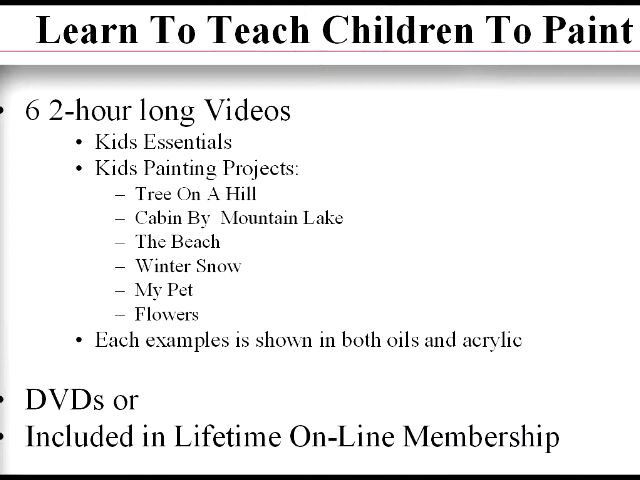 Learn To Teach Children To Paint
• 6 2-hour long Videos
• Kids Essentials
• Kids Painting Projects:
– Tree On A Hill
– Cabin By Mountain Lake
– The Beach
– Winter Snow
– My Pet
– Flowers
• Each examples is shown in both oils and acrylic
• DVDs or
• Included in Lifetime On-Line Membership